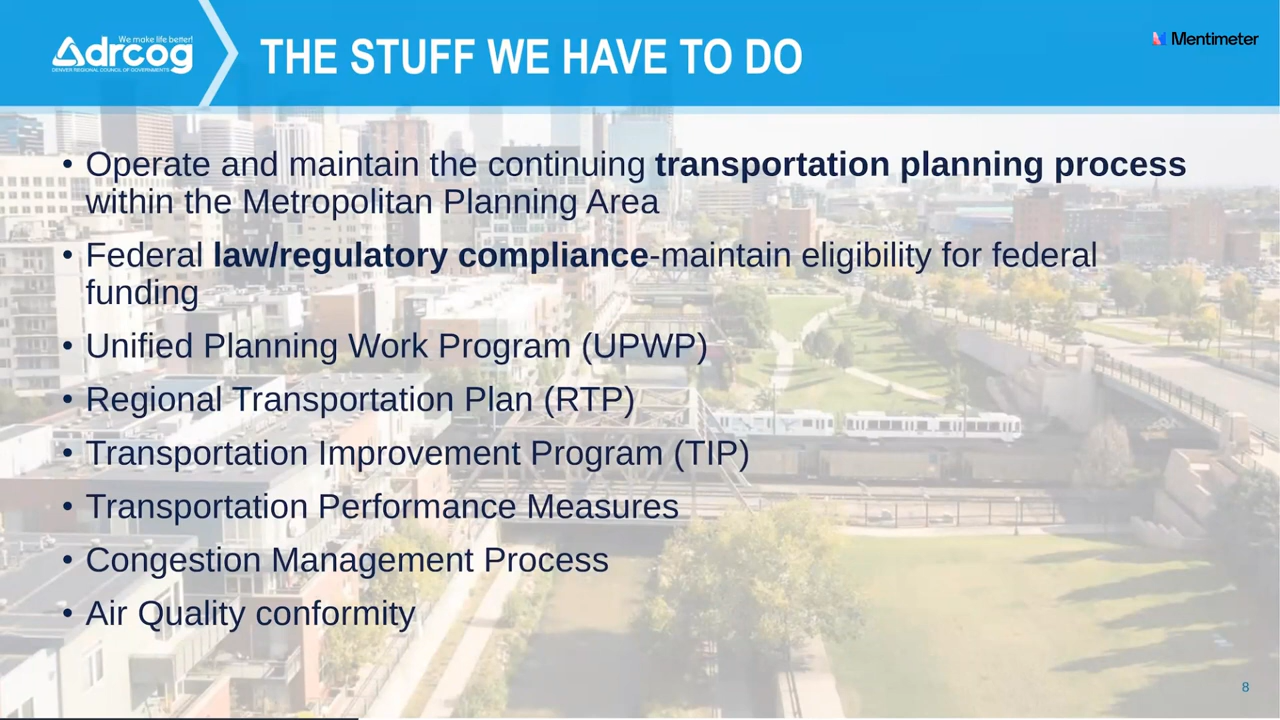 We make life better!
drcog
DENVER REGIONAL COUNCIL OF GOVERNMENTS
THE STUFF WE HAVE TO DO
Mentimeter
• Operate and maintain the continuing transportation planning process
within the Metropolitan Planning Area
• Federal law/regulatory compliance-maintain eligibility for federal
funding
• Unified Planning Work Program (UPWP)
• Regional Transportation Plan (RTP)
• Transportation Improvement Program (TIP)
• Transportation Performance Measures
• Congestion Management Process
• Air Quality conformity
8